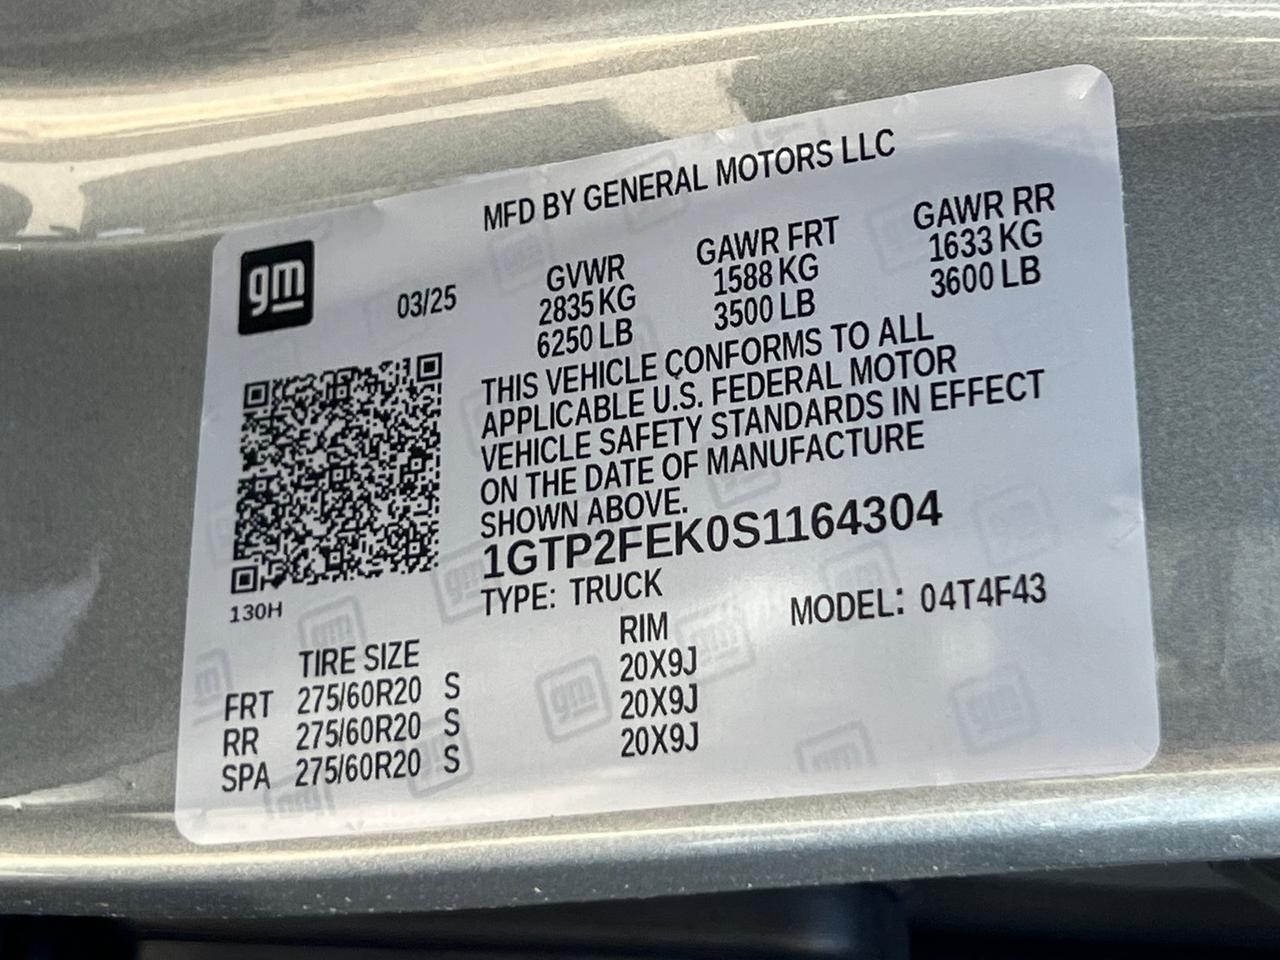 MFD BY GENERAL MOTORS LLC
gm
03/25
GVWR GAWR FRT GAWR RR
2835 KG 1588 KG 1633 KG
6250 LB 3500 LB 3600 LB
THIS VEHICLE CONFORMS TO ALL
APPLICABLE U.S. FEDERAL MOTOR
VEHICLE SAFETY STANDARDS IN EFFECT
ON THE DATE OF MANUFACTURE
SHOWN ABOVE.
1GTP2FEK0S1164304
TYPE: TRUCK MODEL: 04T4F43
130H
TIRE SIZE RIM
FRT 275/60R20 S 20X9J
RR 275/60R20 S 20X9J
SPA 275/60R20 S 20X9J